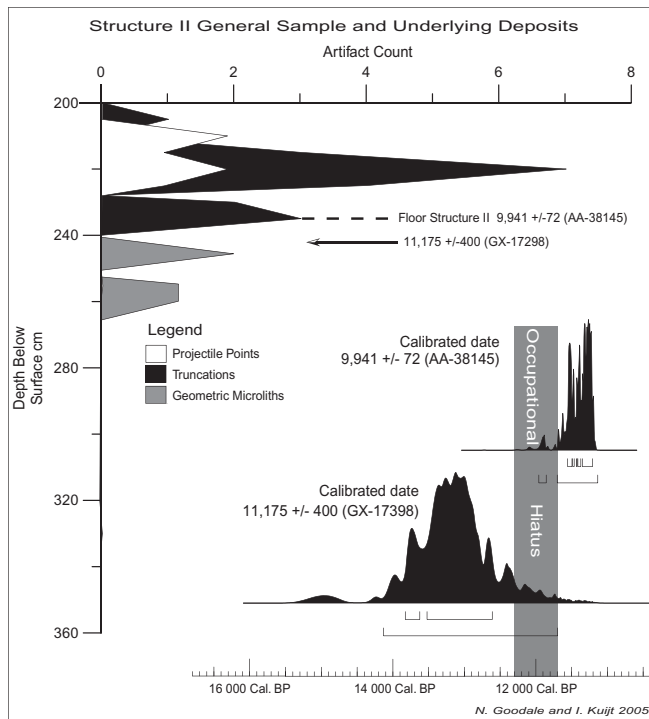 Structure II General Sample and Underlying Deposits
Artifact Count
0 2 4 6 8
200
Floor Structure II 9,941 +/-72 (AA-38145)
240
11,175 +/-400 (GX-17298)
Legend
Projectile Points
Truncations
Geometric Microliths
Depth Below
Surface cm
280
Calibrated date
9,941 +/- 72 (AA-38145)
Occupational
Hiatus
320
Calibrated date
11,175 +/- 400 (GX-17398)
360
16 000 Cal. BP 14 000 Cal. BP 12 000 Cal. BP
N. Goodale and I. Kuijt 2005